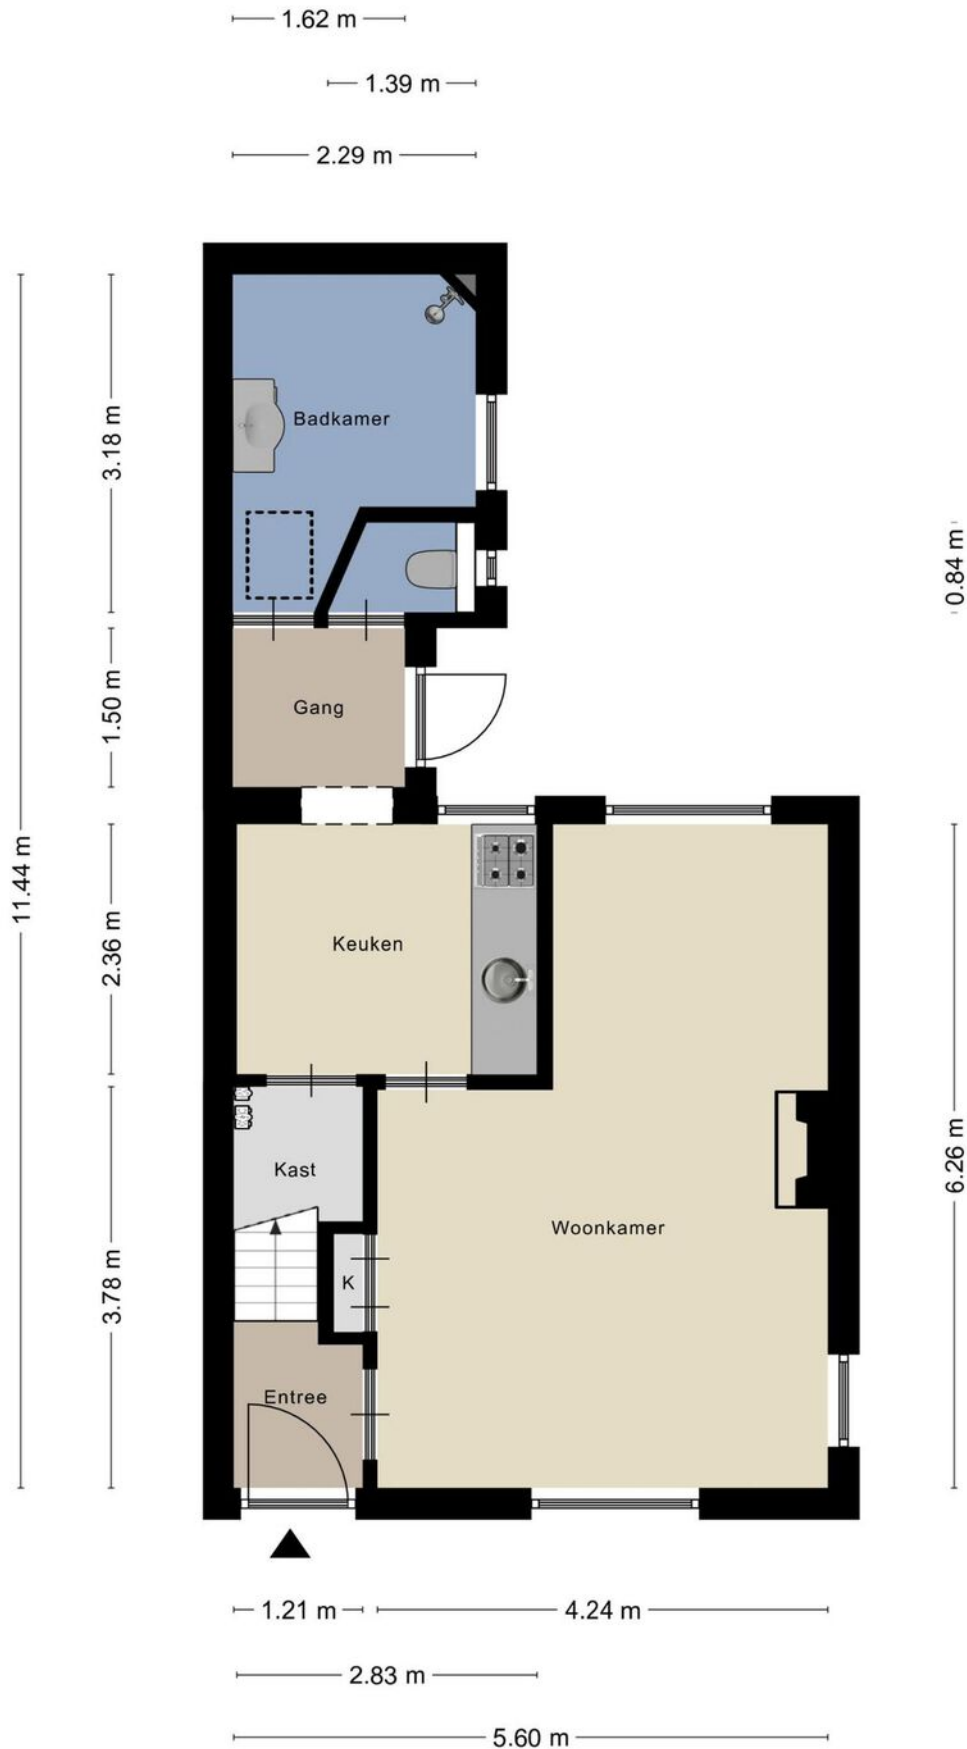 1.62 m
1.39 m
2.29 m
Badkamer
3.18 m
0.84 m
Gang
1.50 m
11.44 m
Keuken
2.36 m
Kast
6.26 m
Woonkamer
K
3.78 m
Entree
1.21 m
4.24 m
2.83 m
5.60 m